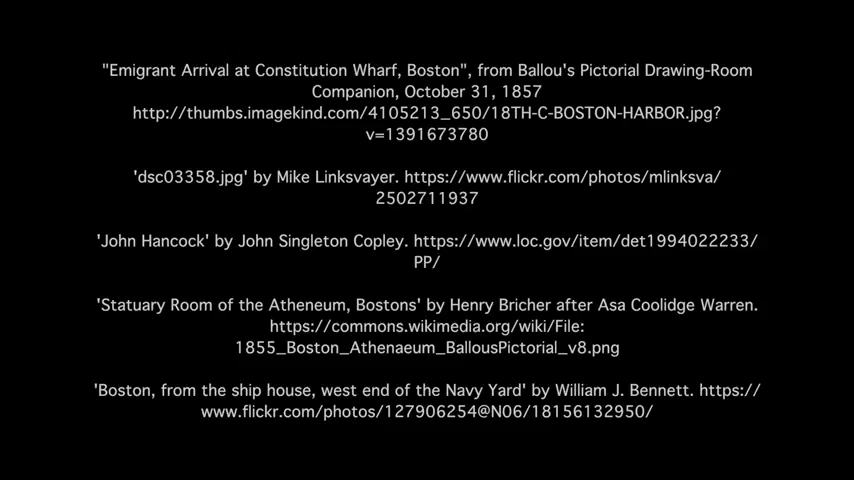 "Emigrant Arrival at Constitution Wharf, Boston", from Ballou's Pictorial Drawing-Room
Companion, October 31, 1857
http://thumbs.imagekind.com/4105213_650/18TH-C-BOSTON-HARBOR.jpg?
v=1391673780
'dsc03358.jpg' by Mike Linksvayer. https://www.flickr.com/photos/mlinksva/
2502711937
'John Hancock' by John Singleton Copley. https://www.loc.gov/item/det1994022233/
PP/
'Statuary Room of the Atheneum, Bostons' by Henry Bricher after Asa Coolidge Warren.
https://commons.wikimedia.org/wiki/File:
1855_Boston_Athenaeum_BallousPictorial_v8.png
'Boston, from the ship house, west end of the Navy Yard' by William J. Bennett. https://
www.flickr.com/photos/127906254@N06/18156132950/